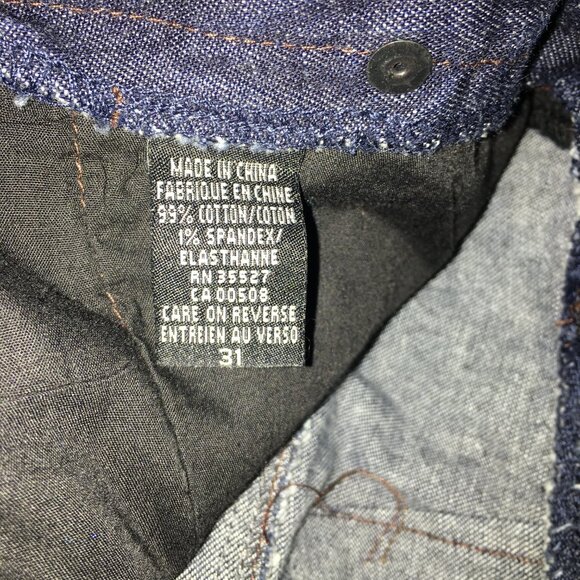 MADE IN CHINA
FABRIQUE EN CHINE
99% COTTON/COTON
1% SPANDEX/
ELASTHANNE
RN 35527
CA 00508
CARE ON REVERSE
ENTREIEN AU VERSO
31